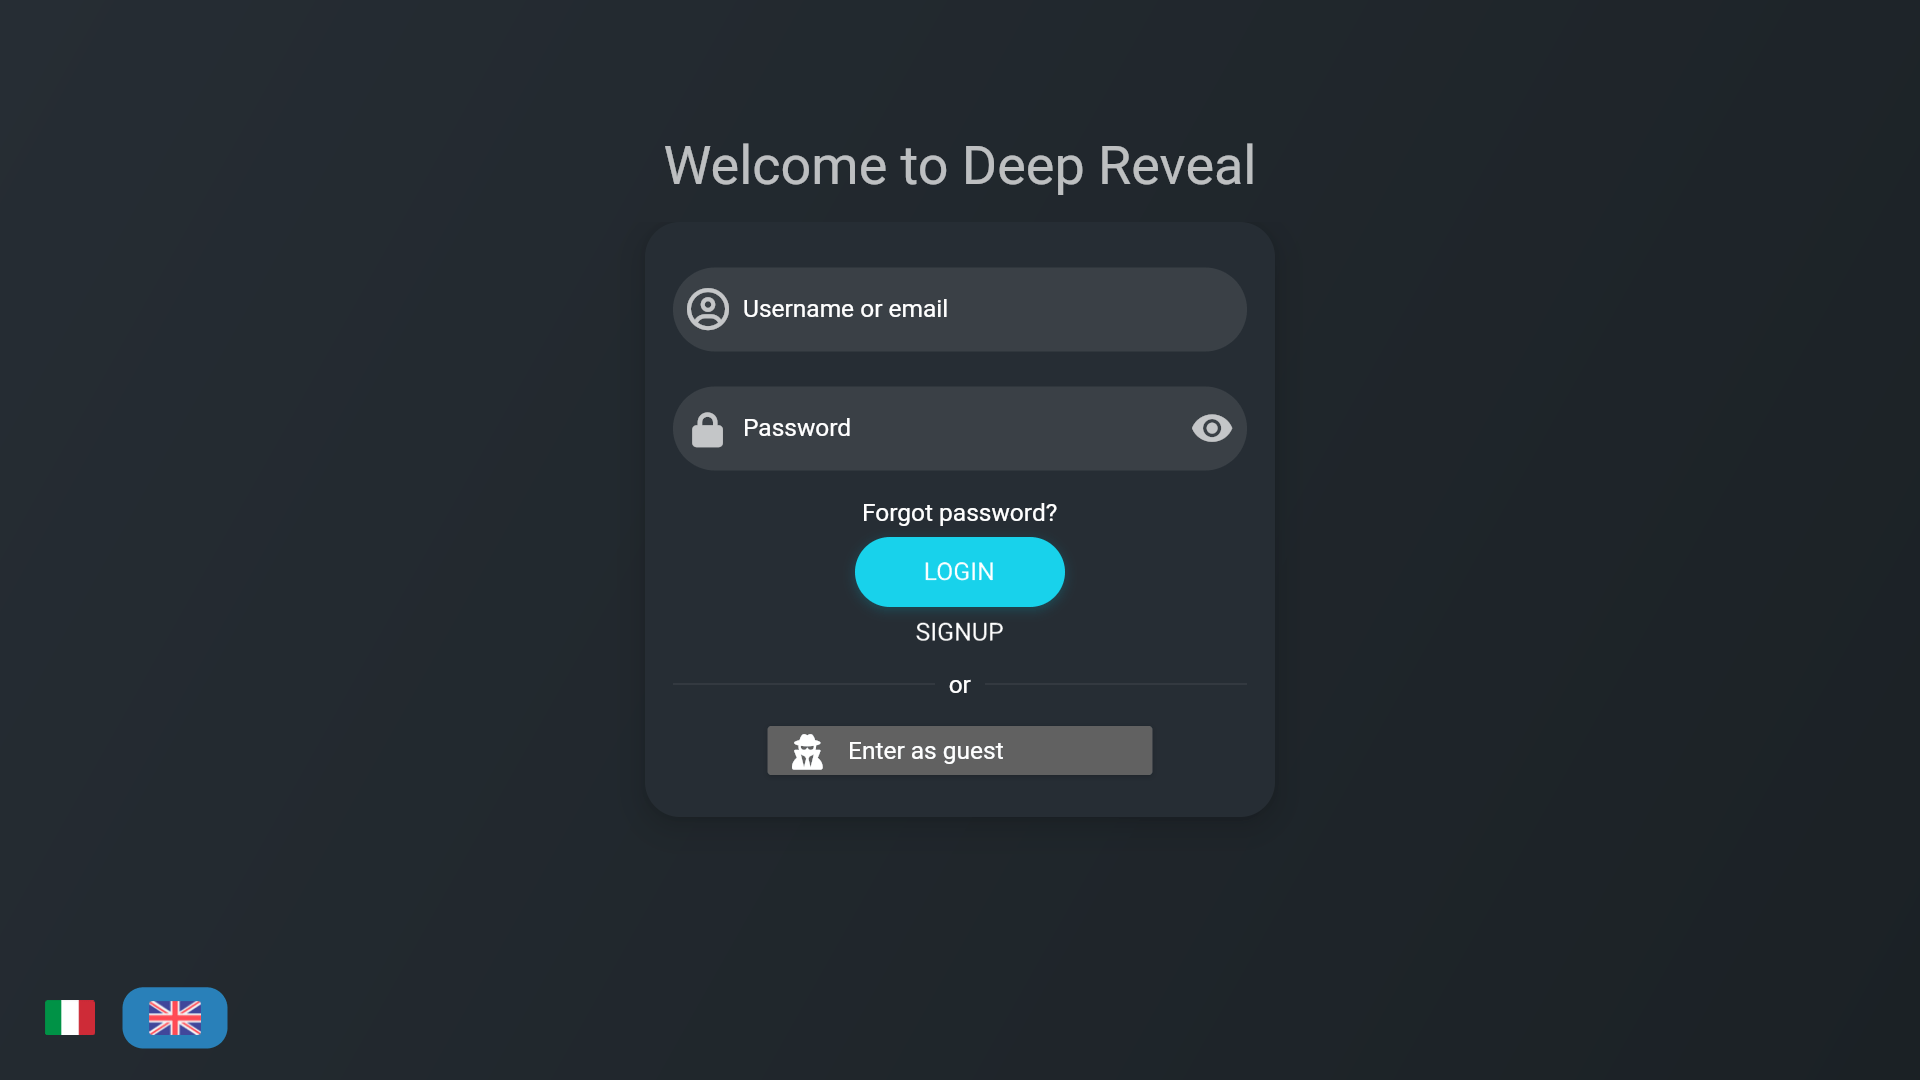 Welcome to Deep Reveal
Username or email
Password
Forgot password?
LOGIN
SIGNUP
or
Enter as guest